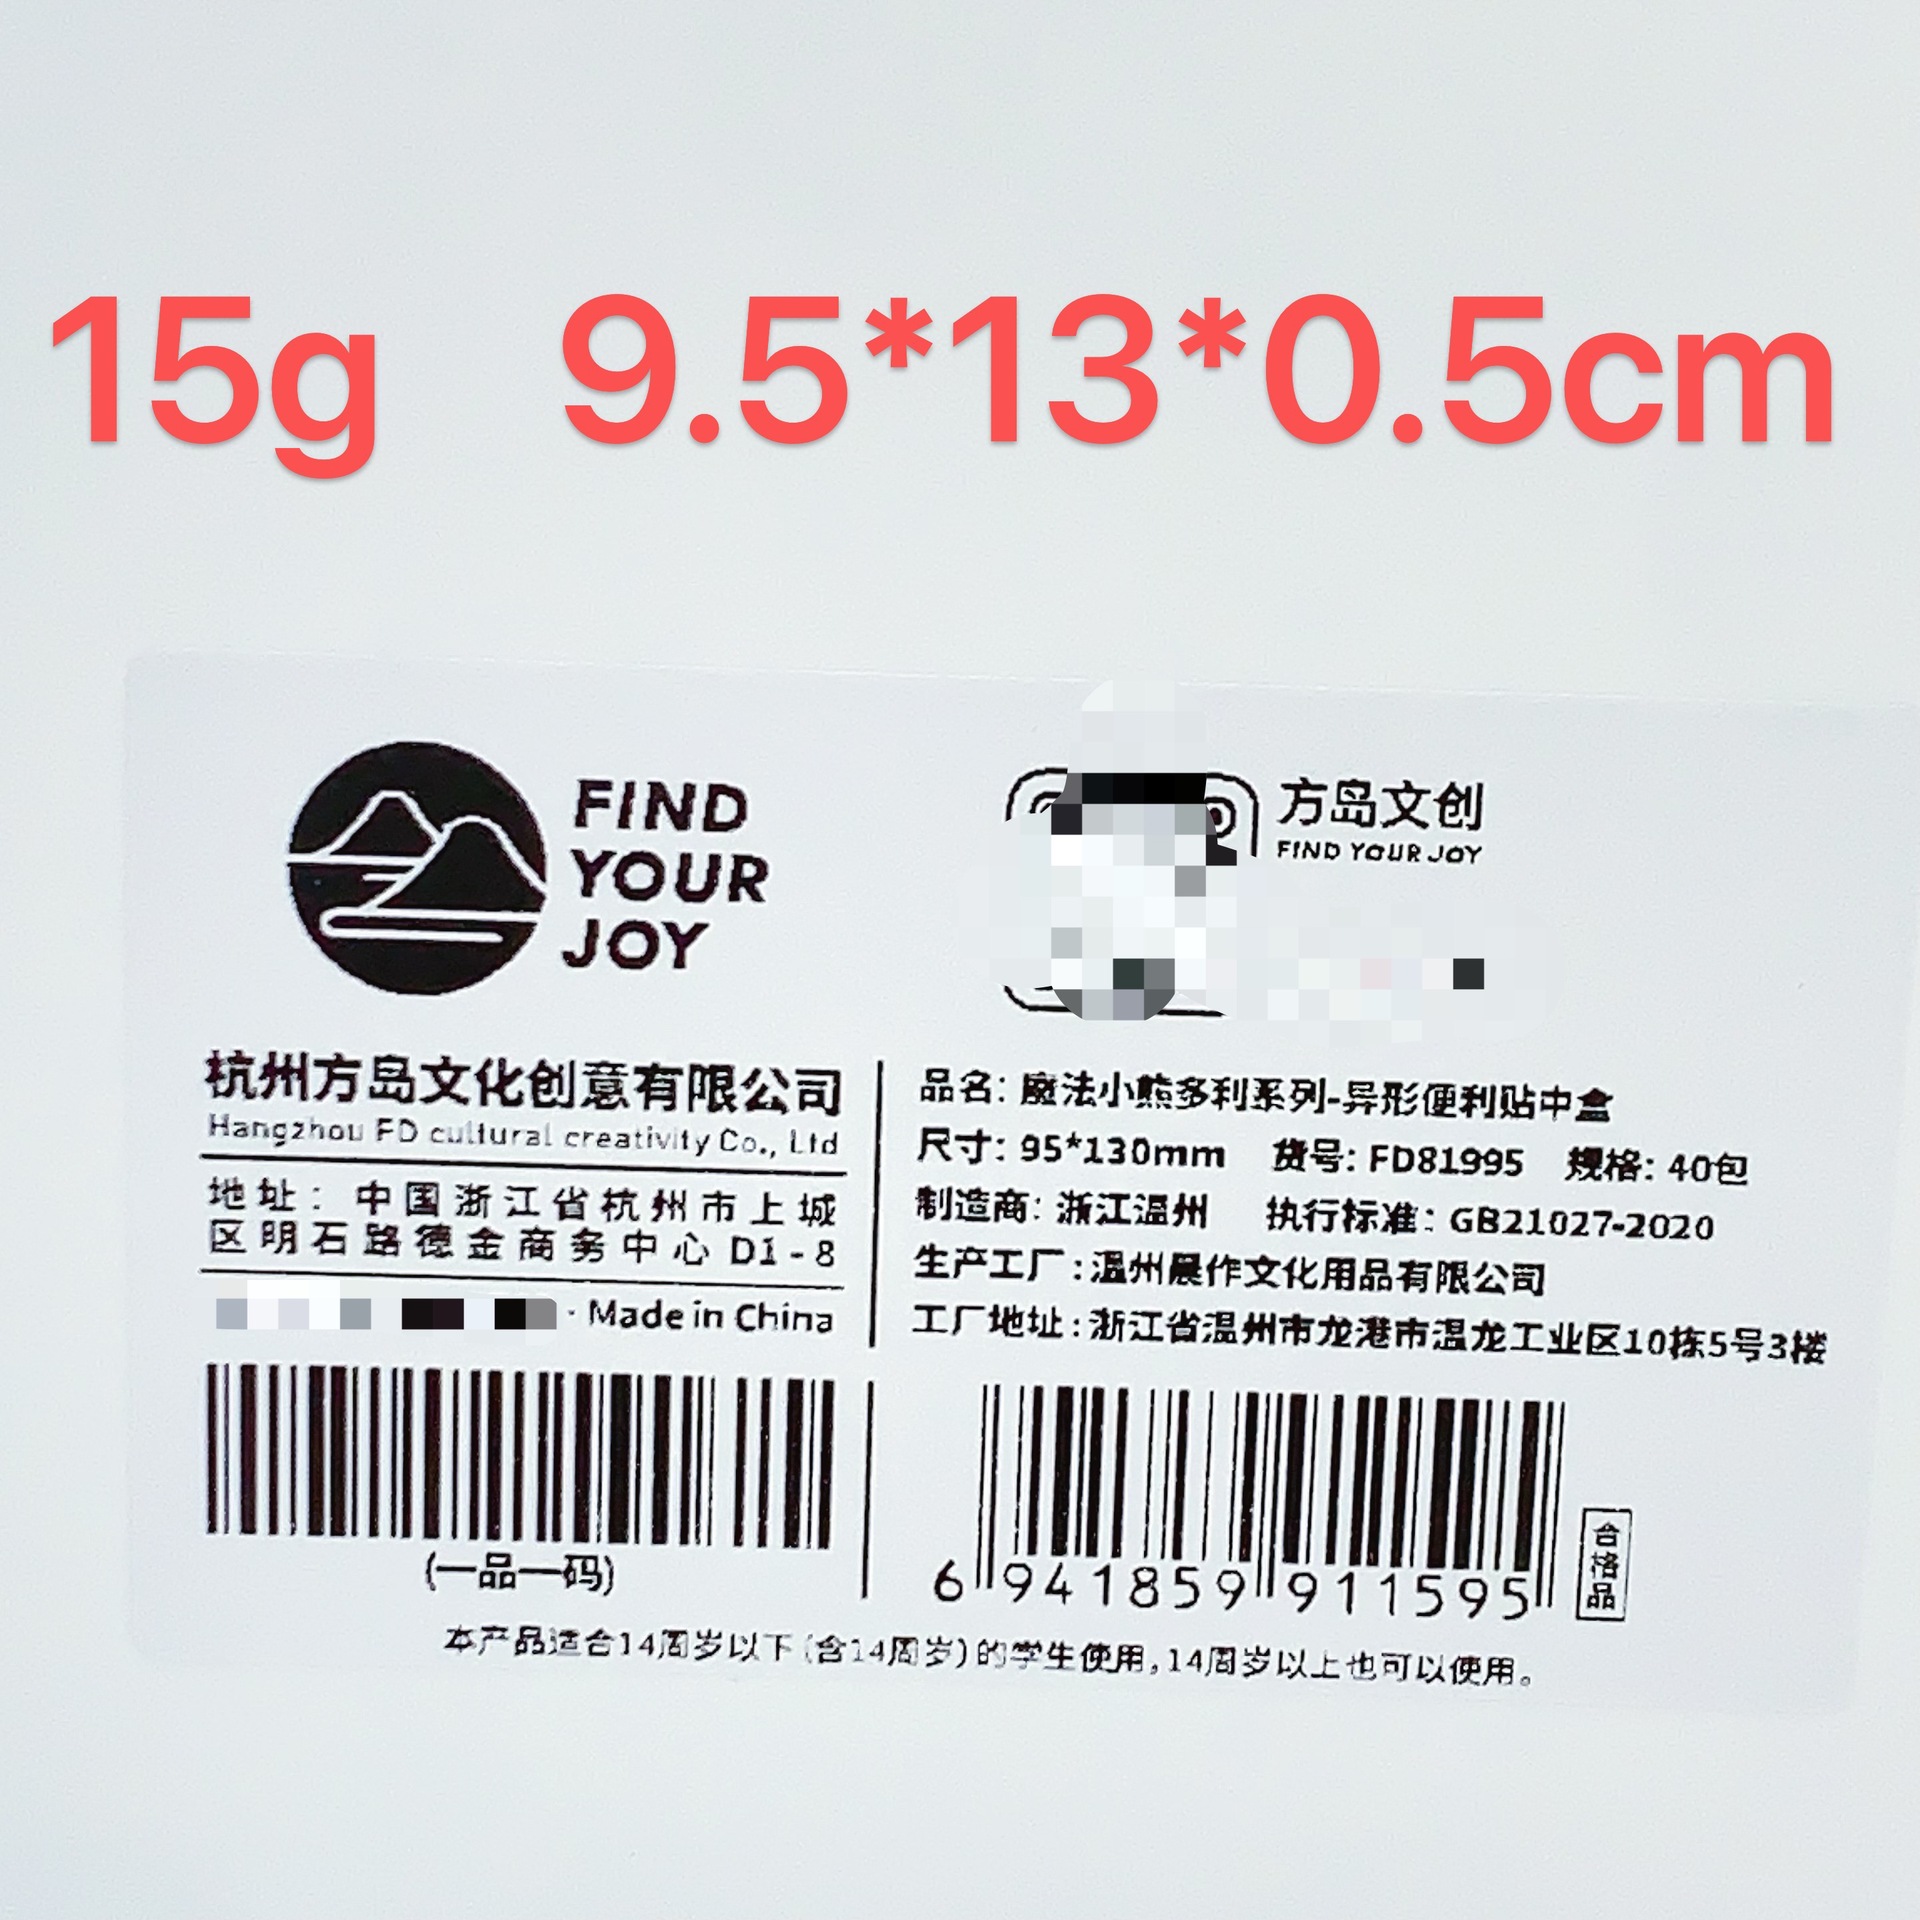 15g 9.5*13*0.5cm
FIND
YOUR
JOY
方岛文创
FIND YOUR JOY
杭州方岛文化创意有限公司
Hangzhou FD cultural creativity Co., Ltd
地址：中国浙江省杭州市上城
区明石路德金商务中心D1-8
· Made in China
(一品一码)
品名: 魔法小熊多利系列-异形便利贴中盒
尺寸: 95*130mm 货号: FD81995 规格: 40包
制造商: 浙江温州 执行标准: GB21027-2020
生产工厂:温州晨作文化用品有限公司
工厂地址:浙江省温州市龙港市温龙工业区10栋5号3楼
6 941859 911595
合格品
本产品适合14周岁以下(含14周岁)的学生使用,14周岁以上也可以使用。